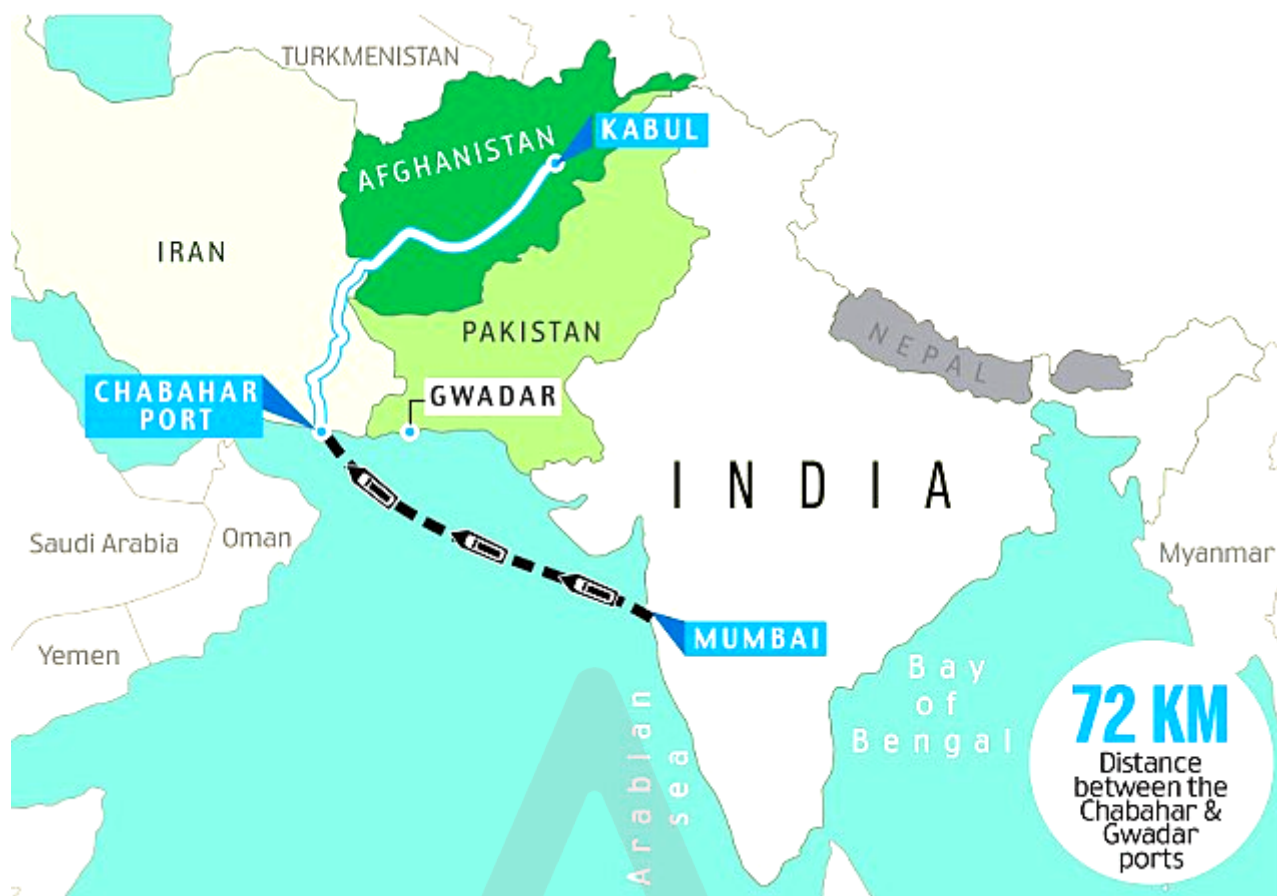 TURKMENISTAN
KABUL
AFGHANISTAN
IRAN
PAKISTAN
NEPAL
CHABAHAR
PORT
GWADAR
INDIA
Saudi Arabia
Oman
Myanmar
Yemen
MUMBAI
Arabian
sea
Bay
of
Bengal
72 KM
Distance
between the
Chabahar &
Gwadar
ports